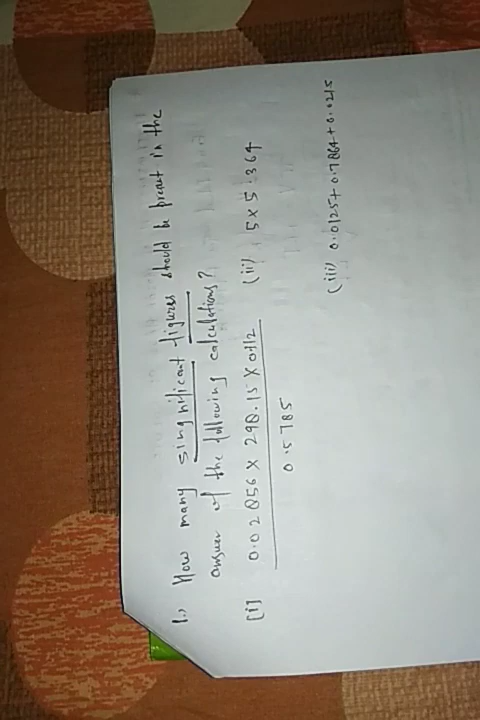 1.) How many singnificant figures should be present in the
answer of the following calculations?
[i] 0.02856 × 298.15 × 0.112 (ii) 5 × 5.364
0.5785
(iii) 0.0125 + 0.7864 + 0.0215